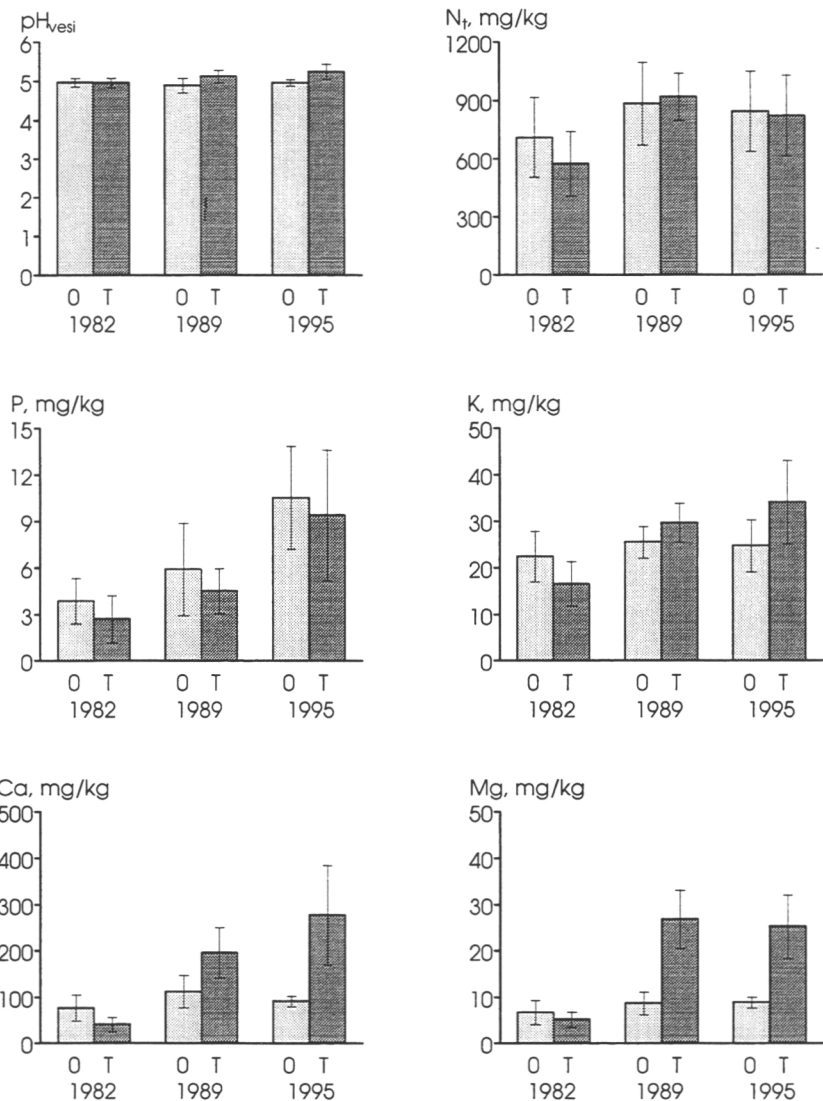 pHvesi
6
5
4
3
2
1
0
O T O T O T
1982 1989 1995
Nt, mg/kg
1200
900
600
300
0
O T O T O T
1982 1989 1995
P, mg/kg
15
12
9
6
3
0
O T O T O T
1982 1989 1995
K, mg/kg
50
40
30
20
10
0
O T O T O T
1982 1989 1995
Ca, mg/kg
500
400
300
200
100
0
O T O T O T
1982 1989 1995
Mg, mg/kg
50
40
30
20
10
0
O T O T O T
1982 1989 1995